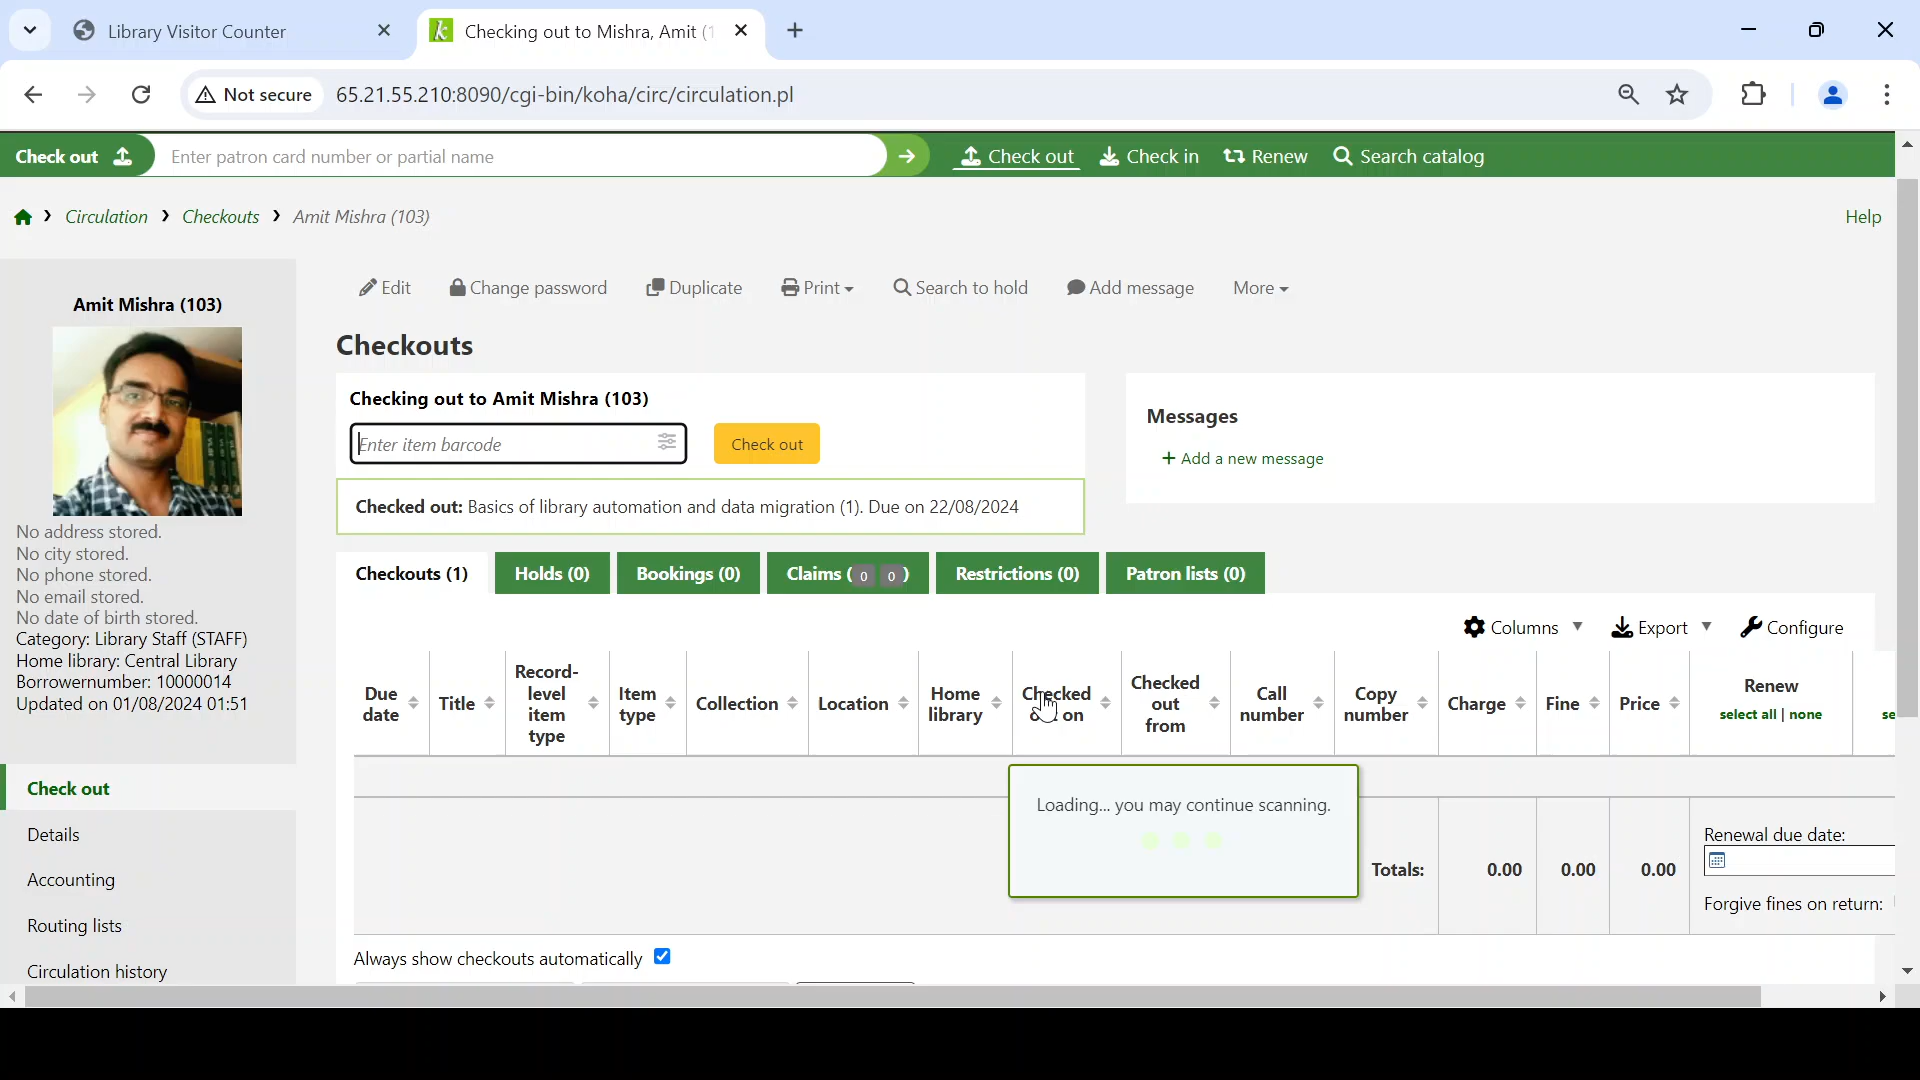 Library Visitor Counter
Checking out to Mishra, Amit (1
Not secure
65.21.55.210:8090/cgi-bin/koha/circ/circulation.pl
Check out
Enter patron card number or partial name
Check out
Check in
Renew
Search catalog
Circulation
Checkouts
Amit Mishra (103)
Help
Amit Mishra (103)
No address stored.
No city stored.
No phone stored.
No email stored.
No date of birth stored.
Category: Library Staff (STAFF)
Home library: Central Library
Borrowernumber: 10000014
Updated on 01/08/2024 01:51
Check out
Details
Accounting
Routing lists
Circulation history
Edit
Change password
Duplicate
Print
Search to hold
Add message
More
Checkouts
Checking out to Amit Mishra (103)
Enter item barcode
Check out
Checked out: Basics of library automation and data migration (1). Due on 22/08/2024
Messages
+ Add a new message
Checkouts (1)
Holds (0)
Bookings (0)
Claims ( 0 0 )
Restrictions (0)
Patron lists (0)
Columns
Export
Configure
Due date
Title
Record-level item type
Item type
Collection
Location
Home library
Checked out on
Checked out from
Call number
Copy number
Charge
Fine
Price
Renew
select all | none
se
Loading... you may continue scanning.
Totals:
0.00
0.00
0.00
Renewal due date:
Forgive fines on return:
Always show checkouts automatically